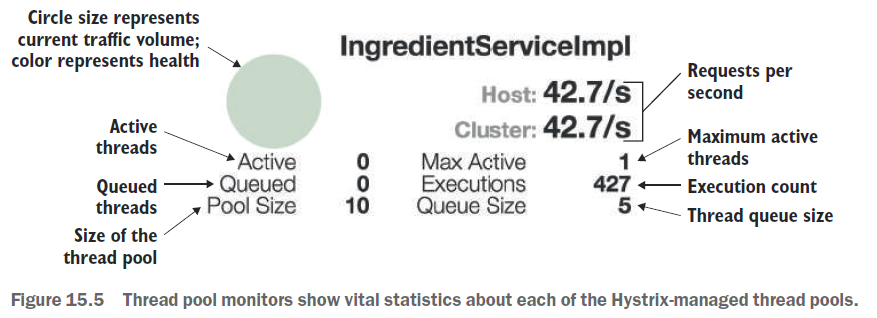 Circle size represents
current traffic volume;
color represents health
IngredientServiceImpl
Host: 42.7/s
Cluster: 42.7/s
Requests per
second
Active
threads
Active 0 Max Active 1
Maximum active
threads
Queued
threads
Queued 0 Executions 427
Execution count
Pool Size 10 Queue Size 5
Thread queue size
Size of the
thread pool
Figure 15.5 Thread pool monitors show vital statistics about each of the Hystrix-managed thread pools.